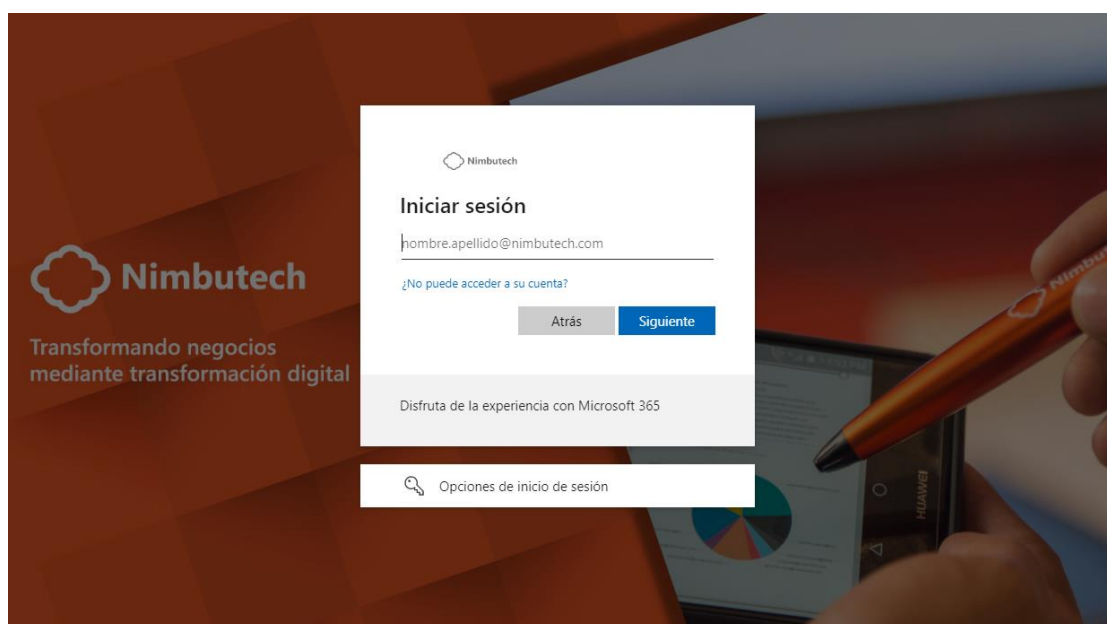 Nimbutech
Transformando negocios
mediante transformación digital
Nimbutech
Iniciar sesión
nombre.apellido@nimbutech.com
¿No puede acceder a su cuenta?
Atrás
Siguiente
Disfruta de la experiencia con Microsoft 365
Opciones de inicio de sesión
HUAWEI